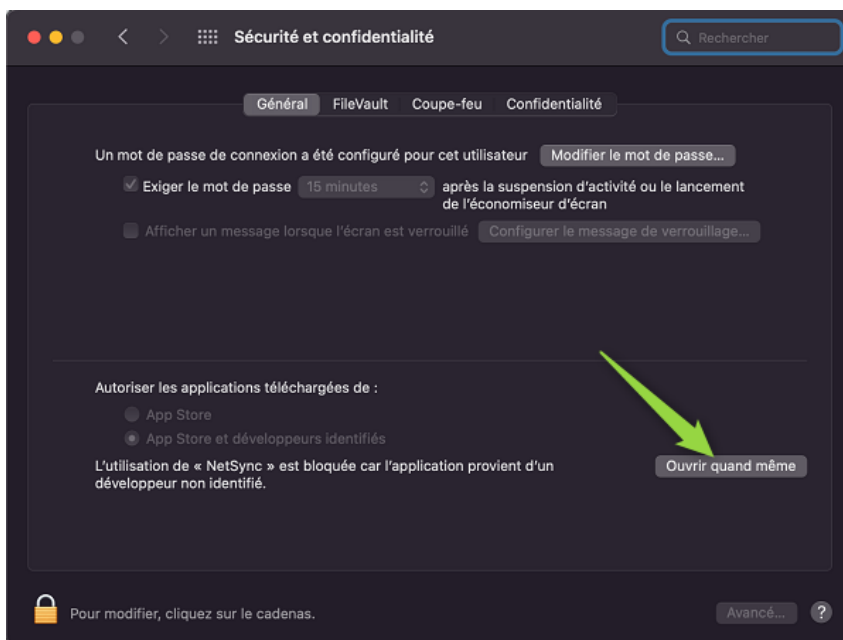 Sécurité et confidentialité
Rechercher
Général FileVault Coupe-feu Confidentialité
Un mot de passe de connexion a été configuré pour cet utilisateur Modifier le mot de passe...
Exiger le mot de passe 15 minutes après la suspension d'activité ou le lancement
de l'économiseur d'écran
Afficher un message lorsque l'écran est verrouillé Configurer le message de verrouillage...
Autoriser les applications téléchargées de :
App Store
App Store et développeurs identifiés
L'utilisation de « NetSync » est bloquée car l'application provient d'un
développeur non identifié.
Ouvrir quand même
Pour modifier, cliquez sur le cadenas.
Avancé... ?